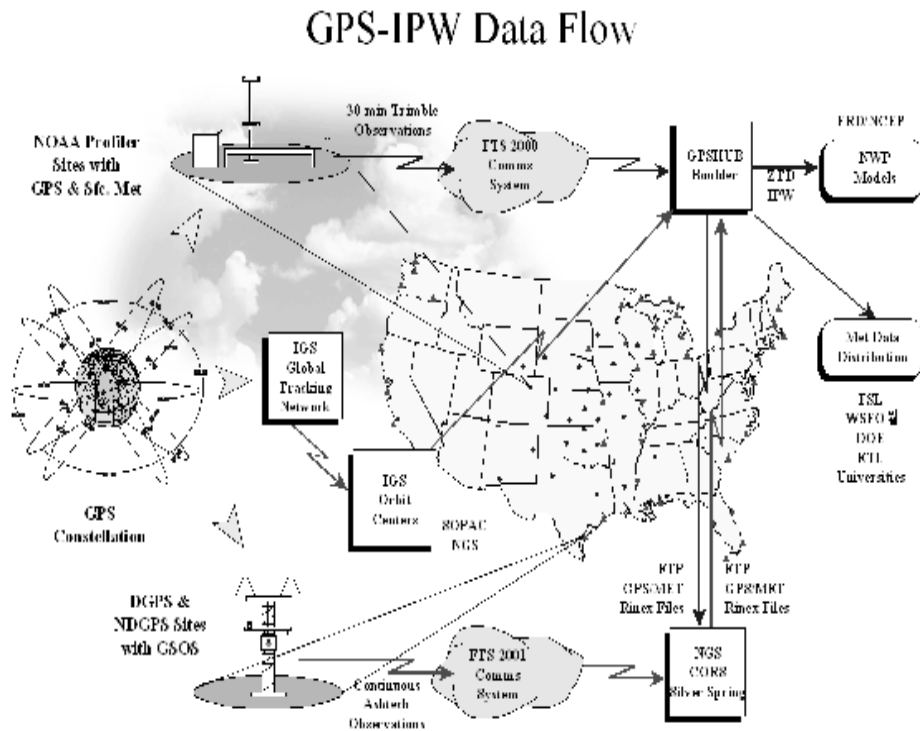 GPS-IPW Data Flow
NOAA Profiler
Sites with
GPS & Sfc. Met
30 min Trimble
Observations
FTS 2000
Comms
System
GPSHUB
Boulder
ZTD
IPW
FRD/NCEP
NWP
Models
IGS
Global
Tracking
Network
Met Data
Distribution
FSL
WSFO
DOE
ETL
Universities
GPS
Constellation
IGS
Orbit
Centers
SOPAC
NGS
FTP
GPS/MET
Rinex Files
FTP
GPS/MET
Rinex Files
DGPS &
NDGPS Sites
with GSOS
FTS 2001
Comms
System
Continuous
Ashtech
Observations
NGS
CORS
Silver Spring